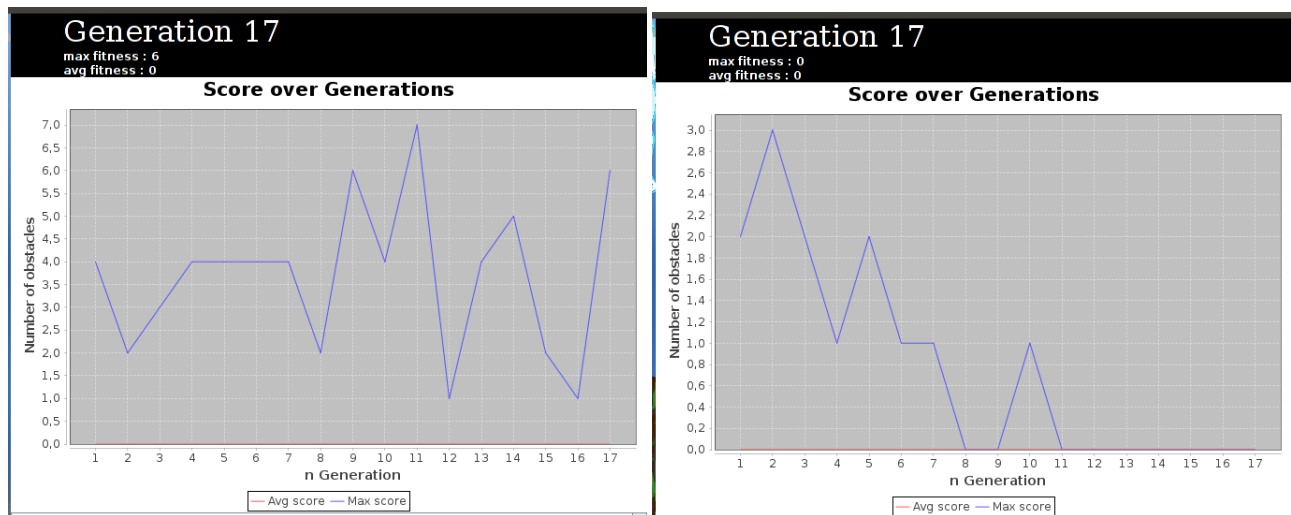 Generation 17
max fitness : 6
avg fitness : 0
Score over Generations
7,0
6,5
6,0
5,5
5,0
4,5
4,0
3,5
3,0
2,5
2,0
1,5
1,0
0,5
0,0
Number of obstacles
1 2 3 4 5 6 7 8 9 10 11 12 13 14 15 16 17
n Generation
Avg score Max score
Generation 17
max fitness : 0
avg fitness : 0
Score over Generations
3,0
2,8
2,6
2,4
2,2
2,0
1,8
1,6
1,4
1,2
1,0
0,8
0,6
0,4
0,2
0,0
Number of obstacles
1 2 3 4 5 6 7 8 9 10 11 12 13 14 15 16 17
n Generation
Avg score Max score